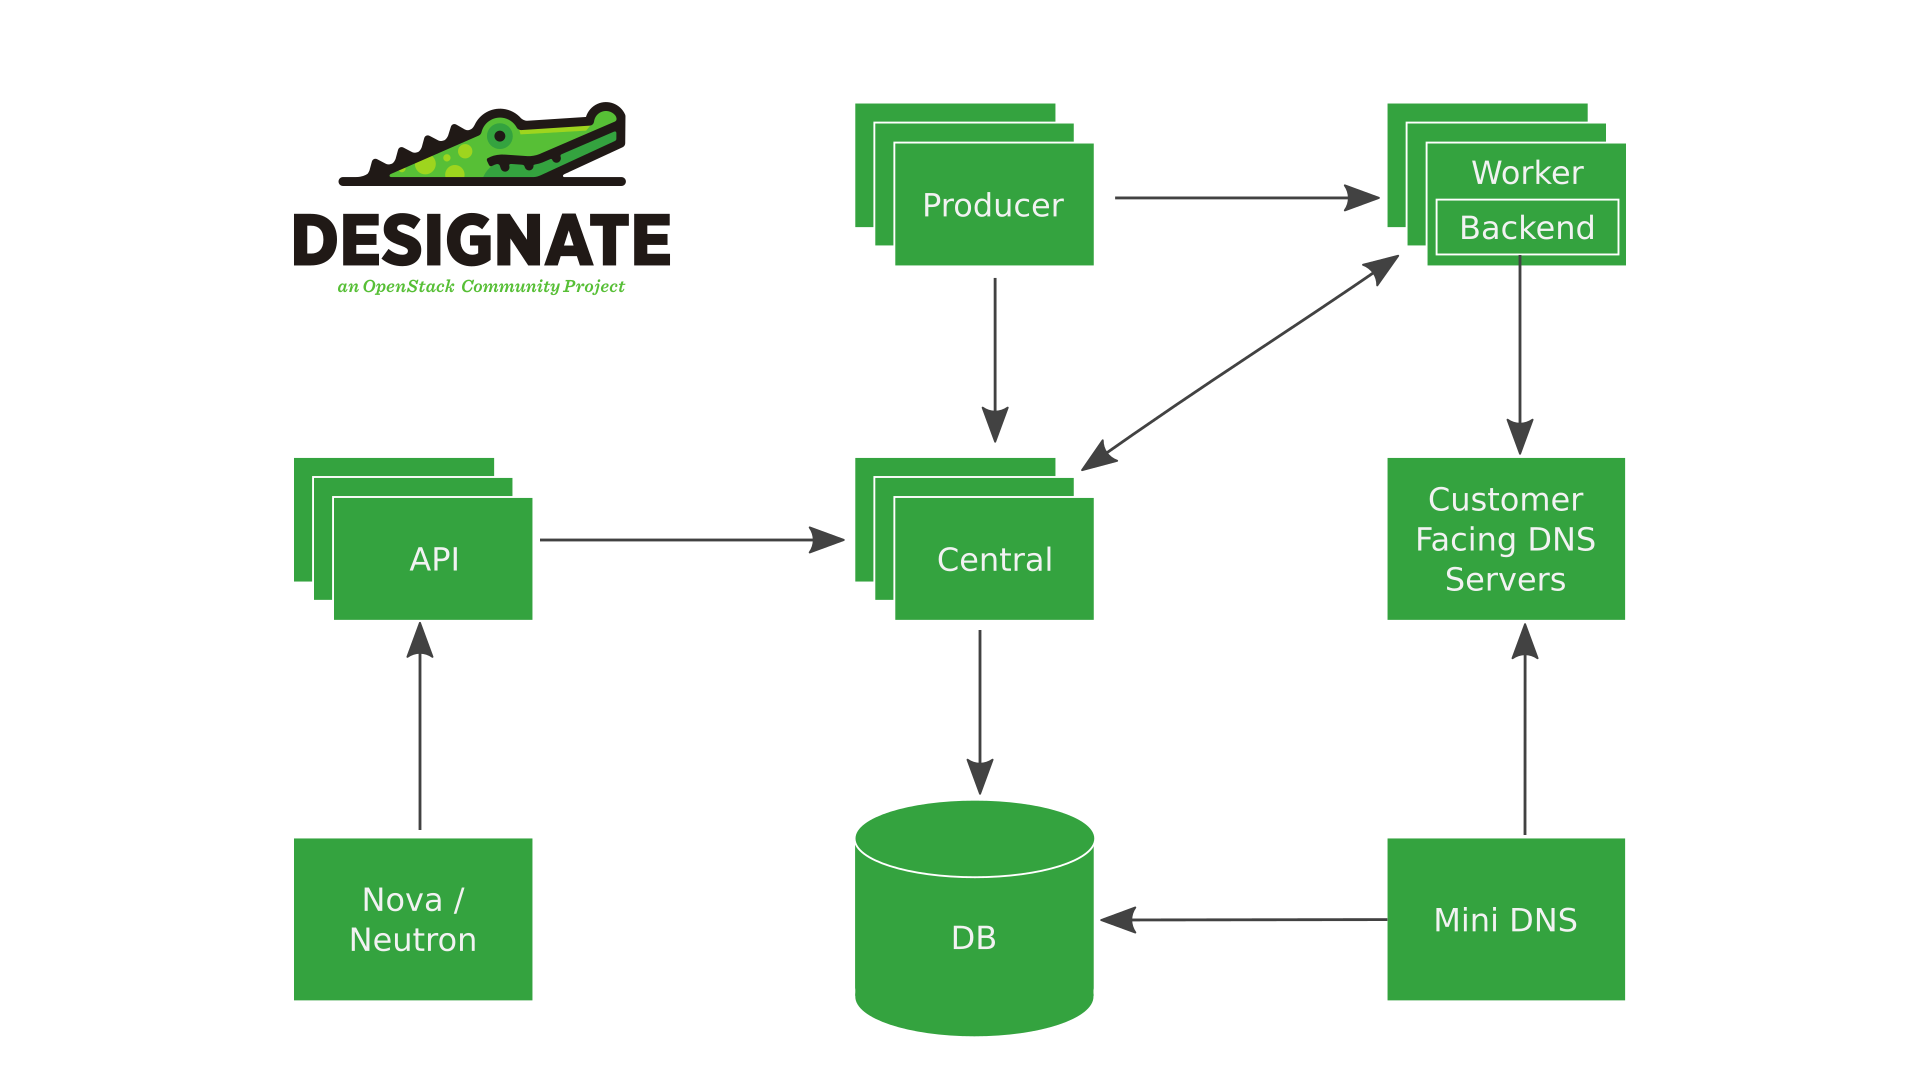 DESIGNATE
an OpenStack Community Project
Producer
Worker
Backend
API
Central
Customer
Facing DNS
Servers
Nova /
Neutron
DB
Mini DNS